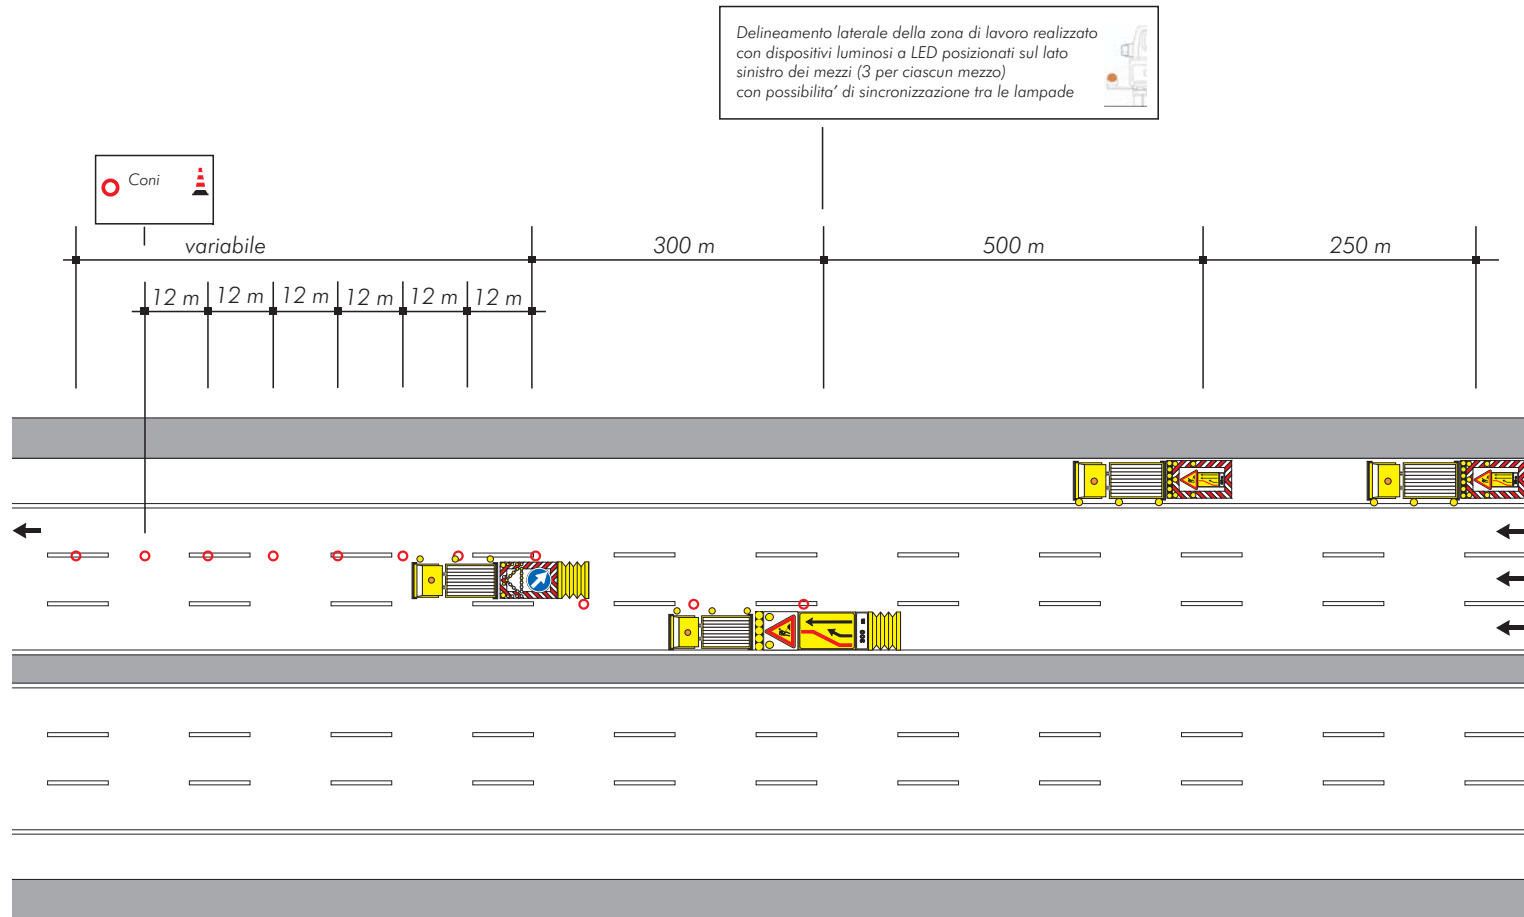 Delineamento laterale della zona di lavoro realizzato
con dispositivi luminosi a LED posizionati sul lato
sinistro dei mezzi (3 per ciascun mezzo)
con possibilita’ di sincronizzazione tra le lampade
Coni
variabile
300 m
500 m
250 m
12 m
12 m
12 m
12 m
12 m
12 m
300 m